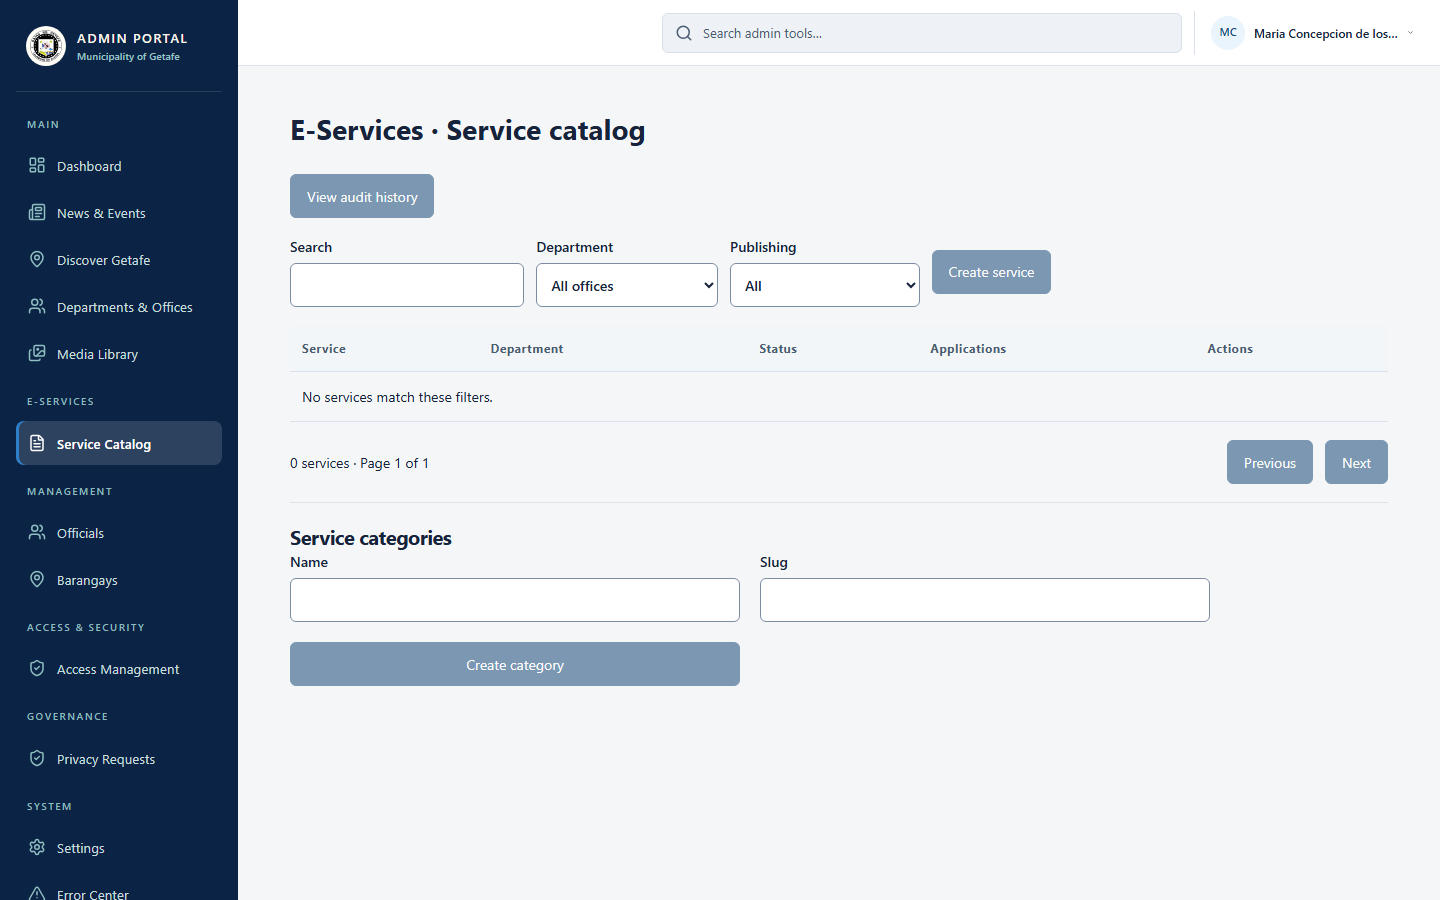 ADMIN PORTAL
Municipality of Getafe
Search admin tools...
MC
Maria Concepcion de los...
MAIN
Dashboard
News & Events
Discover Getafe
Departments & Offices
Media Library
E-SERVICES
Service Catalog
MANAGEMENT
Officials
Barangays
ACCESS & SECURITY
Access Management
GOVERNANCE
Privacy Requests
SYSTEM
Settings
Error Center
E-Services · Service catalog
View audit history
Search
Department
Publishing
All offices
All
Create service
Service
Department
Status
Applications
Actions
No services match these filters.
0 services · Page 1 of 1
Previous
Next
Service categories
Name
Slug
Create category